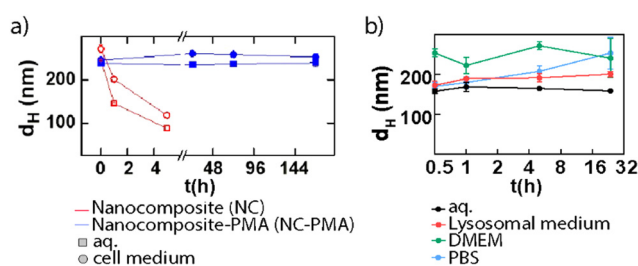 a)
d_H (nm)
200
100
0 2 4 48 96 144
t(h)
Nanocomposite (NC)
Nanocomposite-PMA (NC-PMA)
aq.
cell medium
b)
d_H (nm)
200
100
0.5 1 2 4 8 16 32
t(h)
aq.
Lysosomal medium
DMEM
PBS